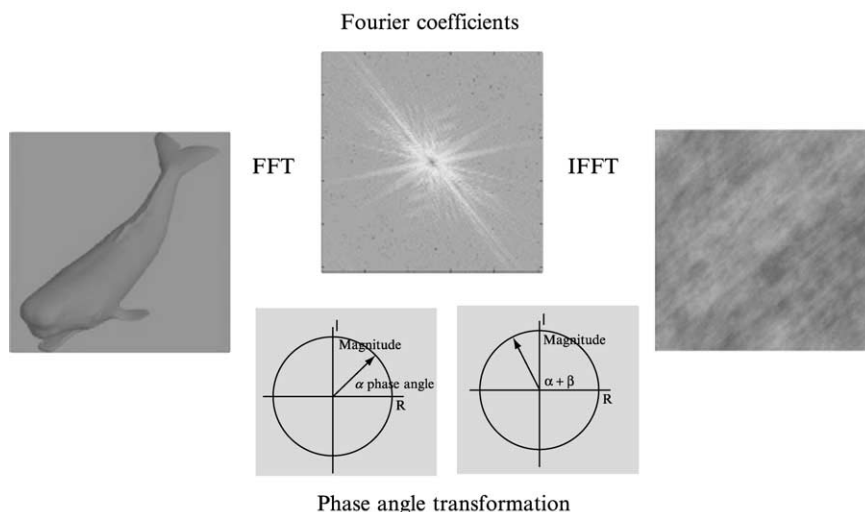 Fourier coefficients
FFT
IFFT
I
Magnitude
α phase angle
R
I
Magnitude
α + β
R
Phase angle transformation